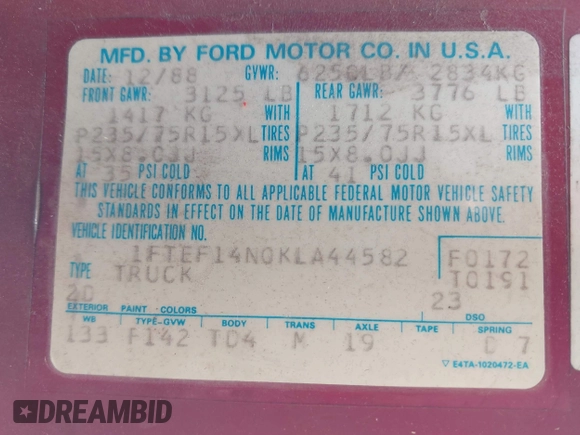 MFD. BY FORD MOTOR CO. IN U.S.A.
DATE: 12/88 GVWR: 6250LB/ 2834KG
FRONT GAWR: 3125 LB REAR GAWR: 3776 LB
1417 KG WITH 1712 KG WITH
P235/75R15XL TIRES P235/75R15XL TIRES
15X8.0JJ RIMS 15X8.0JJ RIMS
AT 35 PSI COLD AT 41 PSI COLD
THIS VEHICLE CONFORMS TO ALL APPLICABLE FEDERAL MOTOR VEHICLE SAFETY
STANDARDS IN EFFECT ON THE DATE OF MANUFACTURE SHOWN ABOVE.
VEHICLE IDENTIFICATION NO.
1FTEF14N0KLA44582 F0172
TYPE TRUCK T0191
2D 23
EXTERIOR PAINT COLORS DSO
WB TYPE-GVW BODY TRANS AXLE TAPE SPRING
133 F142 TD4 M 19 C 7
▽ E4TA-1020472-EA
DREAMBID